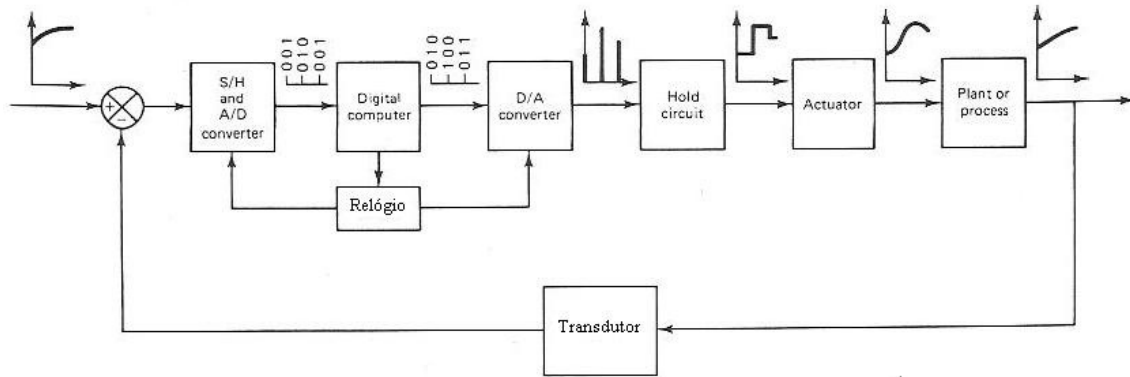 001
010
001
010
100
011
+
−
S/H
and
A/D
converter
Digital
computer
D/A
converter
Hold
circuit
Actuator
Plant or
process
Relógio
Transdutor